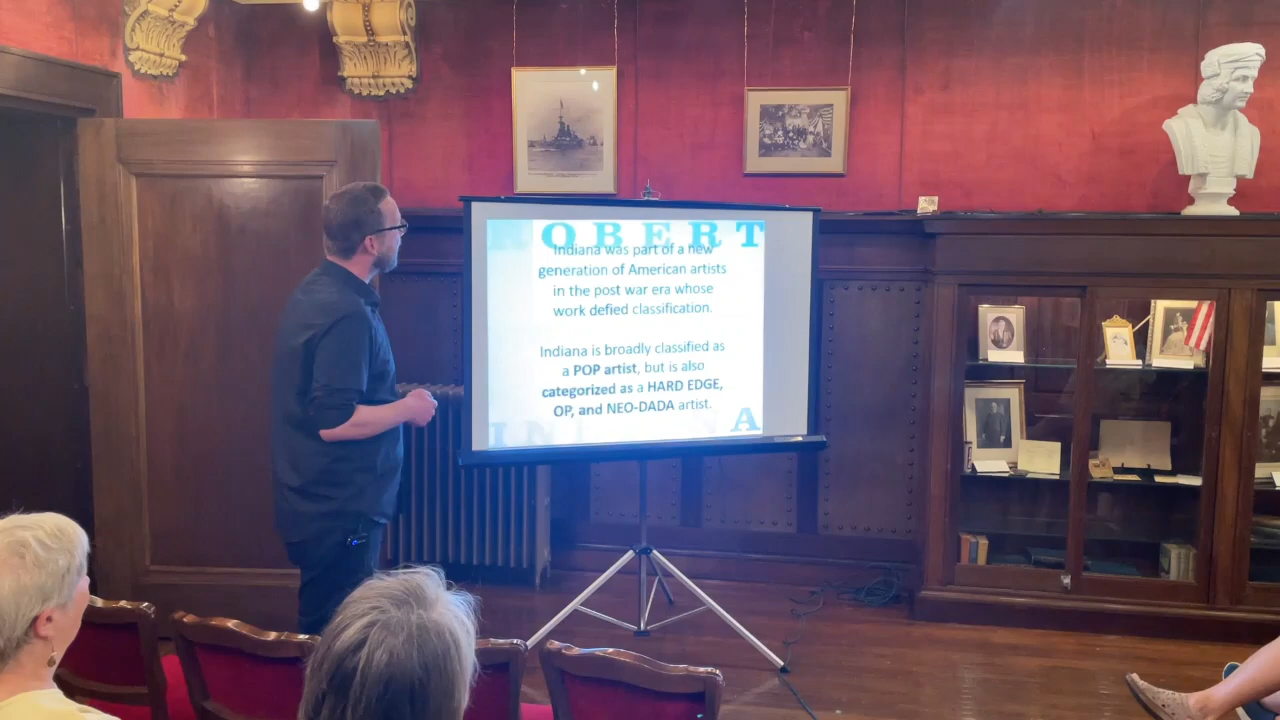 OBERT
Indiana was part of a new
generation of American artists
in the post war era whose
work defied classification.
Indiana is broadly classified as
a POP artist, but is also
categorized as a HARD EDGE,
OP, and NEO-DADA artist.
IN NA